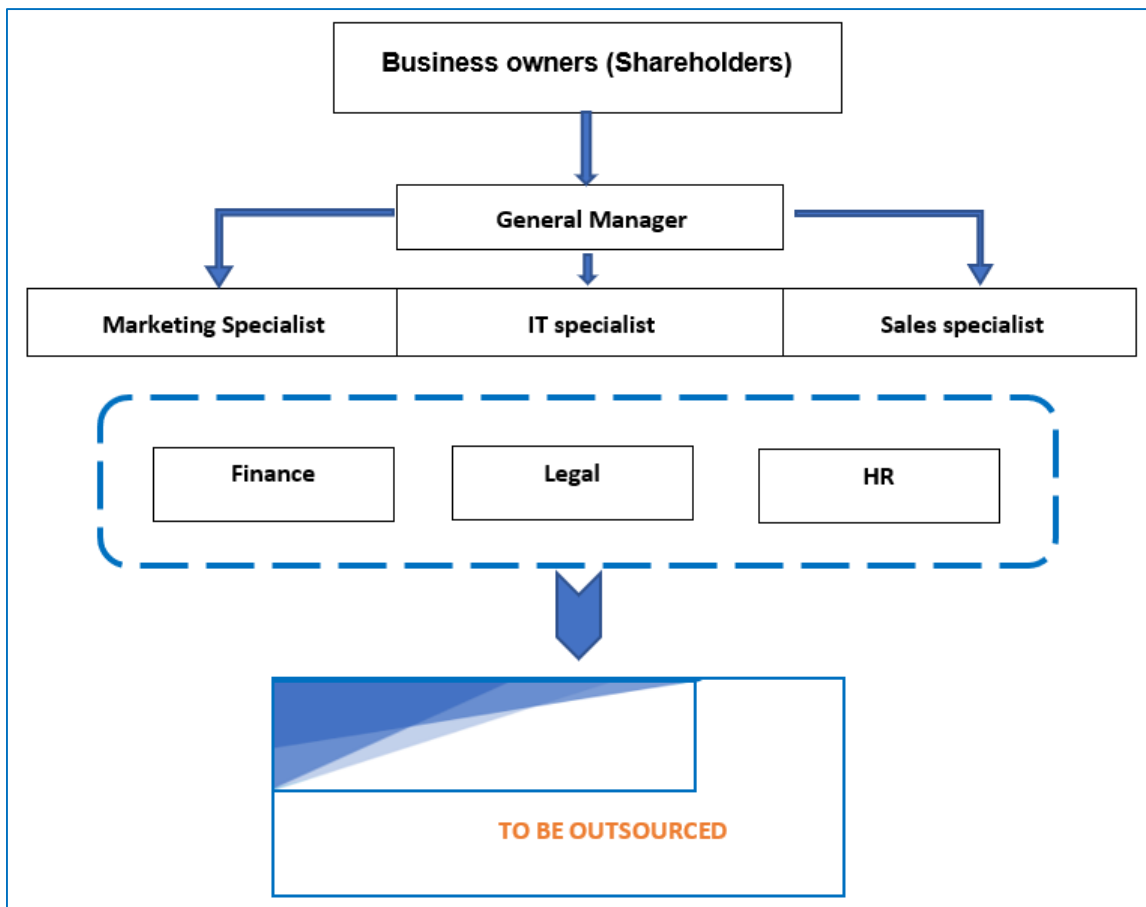 Business owners (Shareholders)
General Manager
Marketing Specialist
IT specialist
Sales specialist
Finance
Legal
HR
TO BE OUTSOURCED